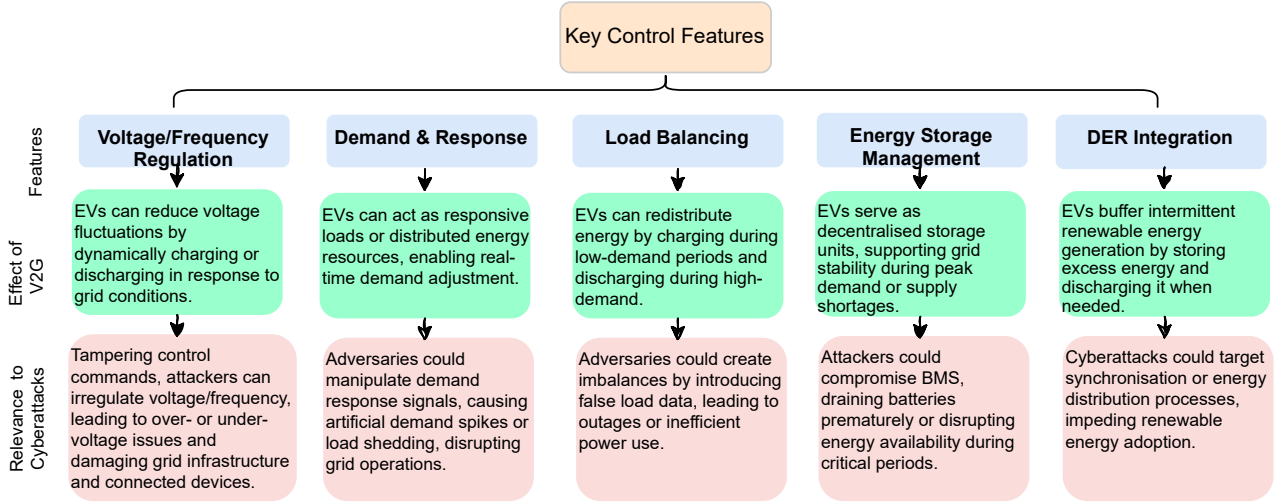 Key Control Features
Features
Voltage/Frequency
Regulation
Demand & Response
Load Balancing
Energy Storage
Management
DER Integration
Effect of
V2G
EVs can reduce voltage
fluctuations by
dynamically charging or
discharging in response to
grid conditions.
EVs can act as responsive
loads or distributed energy
resources, enabling real-
time demand adjustment.
EVs can redistribute
energy by charging during
low-demand periods and
discharging during high-
demand.
EVs serve as
decentralised storage
units, supporting grid
stability during peak
demand or supply
shortages.
EVs buffer intermittent
renewable energy
generation by storing
excess energy and
discharging it when
needed.
Relevance to
Cyberattacks
Tampering control
commands, attackers can
irregulate voltage/frequency,
leading to over- or under-
voltage issues and
damaging grid infrastructure
and connected devices.
Adversaries could
manipulate demand
response signals, causing
artificial demand spikes or
load shedding, disrupting
grid operations.
Adversaries could create
imbalances by introducing
false load data, leading to
outages or inefficient
power use.
Attackers could
compromise BMS,
draining batteries
prematurely or disrupting
energy availability during
critical periods.
Cyberattacks could target
synchronisation or energy
distribution processes,
impeding renewable
energy adoption.